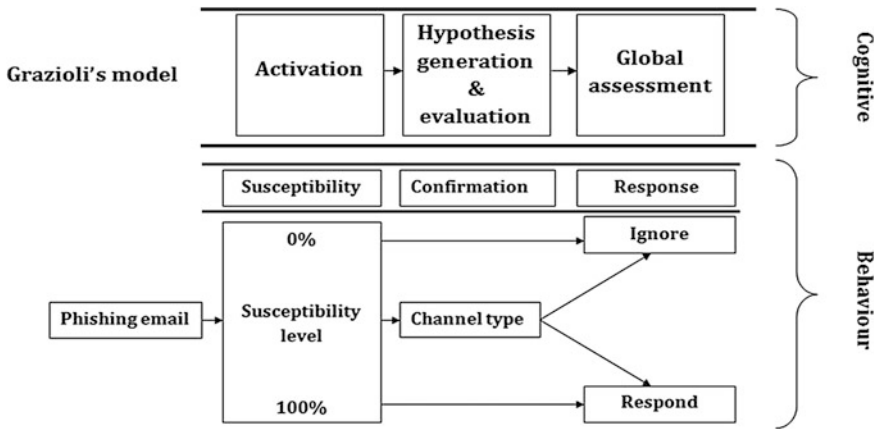 Grazioli's model
Activation
Hypothesis
generation
&
evaluation
Global
assessment
Cognitive
Susceptibility
Confirmation
Response
Phishing email
0%
Susceptibility
level
100%
Channel type
Ignore
Respond
Behaviour